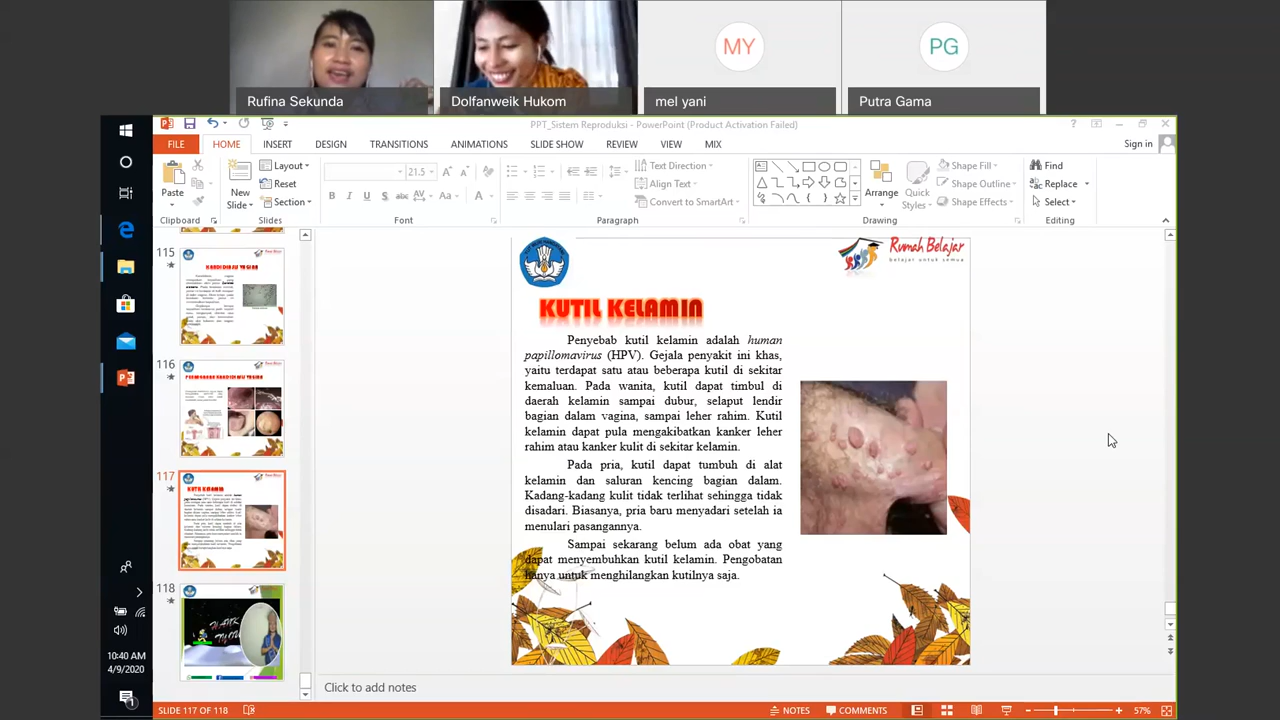 MY
PG
Rufina Sekunda
Dolfanweik Hukom
mel yani
Putra Gama
PPT_Sistem Reproduksi - PowerPoint (Product Activation Failed)
FILE HOME INSERT DESIGN TRANSITIONS ANIMATIONS SLIDE SHOW REVIEW VIEW MIX
Sign in
Paste
New Slide
Layout
Reset
Section
21.5
Text Direction
Align Text
Convert to SmartArt
Arrange
Quick Styles
Shape Fill
Shape Outline
Shape Effects
Find
Replace
Select
Clipboard Slides Font Paragraph Drawing Editing
115
KANDIDIASIS VAGINA
116
117
KUTIL KELAMIN
118
Rumah Belajar
belajar untuk semua
KUTIL KELAMIN
Penyebab kutil kelamin adalah human
papillomavirus (HPV). Gejala penyakit ini khas,
yaitu terdapat satu atau beberapa kutil di sekitar
kemaluan. Pada wanita, kutil dapat timbul di
daerah kelamin sampai dubur, selaput lendir
bagian dalam vagina, sampai leher rahim. Kutil
kelamin dapat pula mengakibatkan kanker leher
rahim atau kanker kulit di sekitar kelamin.
Pada pria, kutil dapat tumbuh di alat
kelamin dan saluran kencing bagian dalam.
Kadang-kadang kulit tidak terlihat sehingga tidak
disadari. Biasanya, pria baru menyadari setelah ia
menulari pasangannya.
Sampai sekarang belum ada obat yang
dapat menyembuhkan kutil kelamin. Pengobatan
hanya untuk menghilangkan kutilnya saja.
Click to add notes
10:40 AM
4/9/2020
SLIDE 117 OF 118
NOTES
COMMENTS
57%